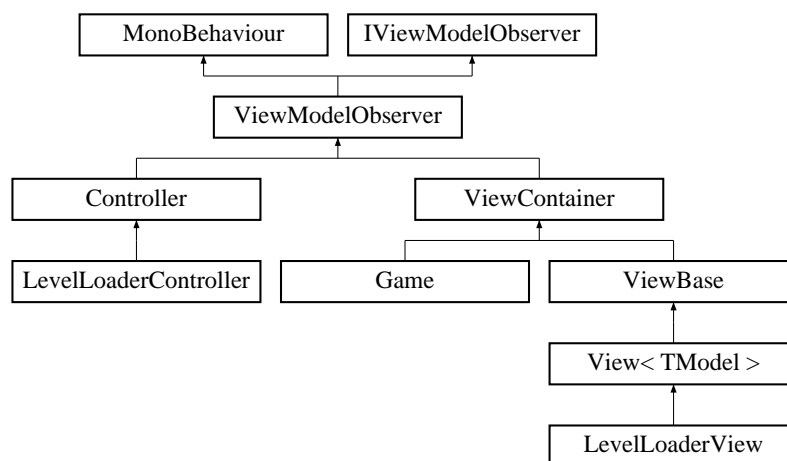 MonoBehaviour
IViewModelObserver
ViewModelObserver
Controller
ViewContainer
LevelLoaderController
Game
ViewBase
View< TModel >
LevelLoaderView